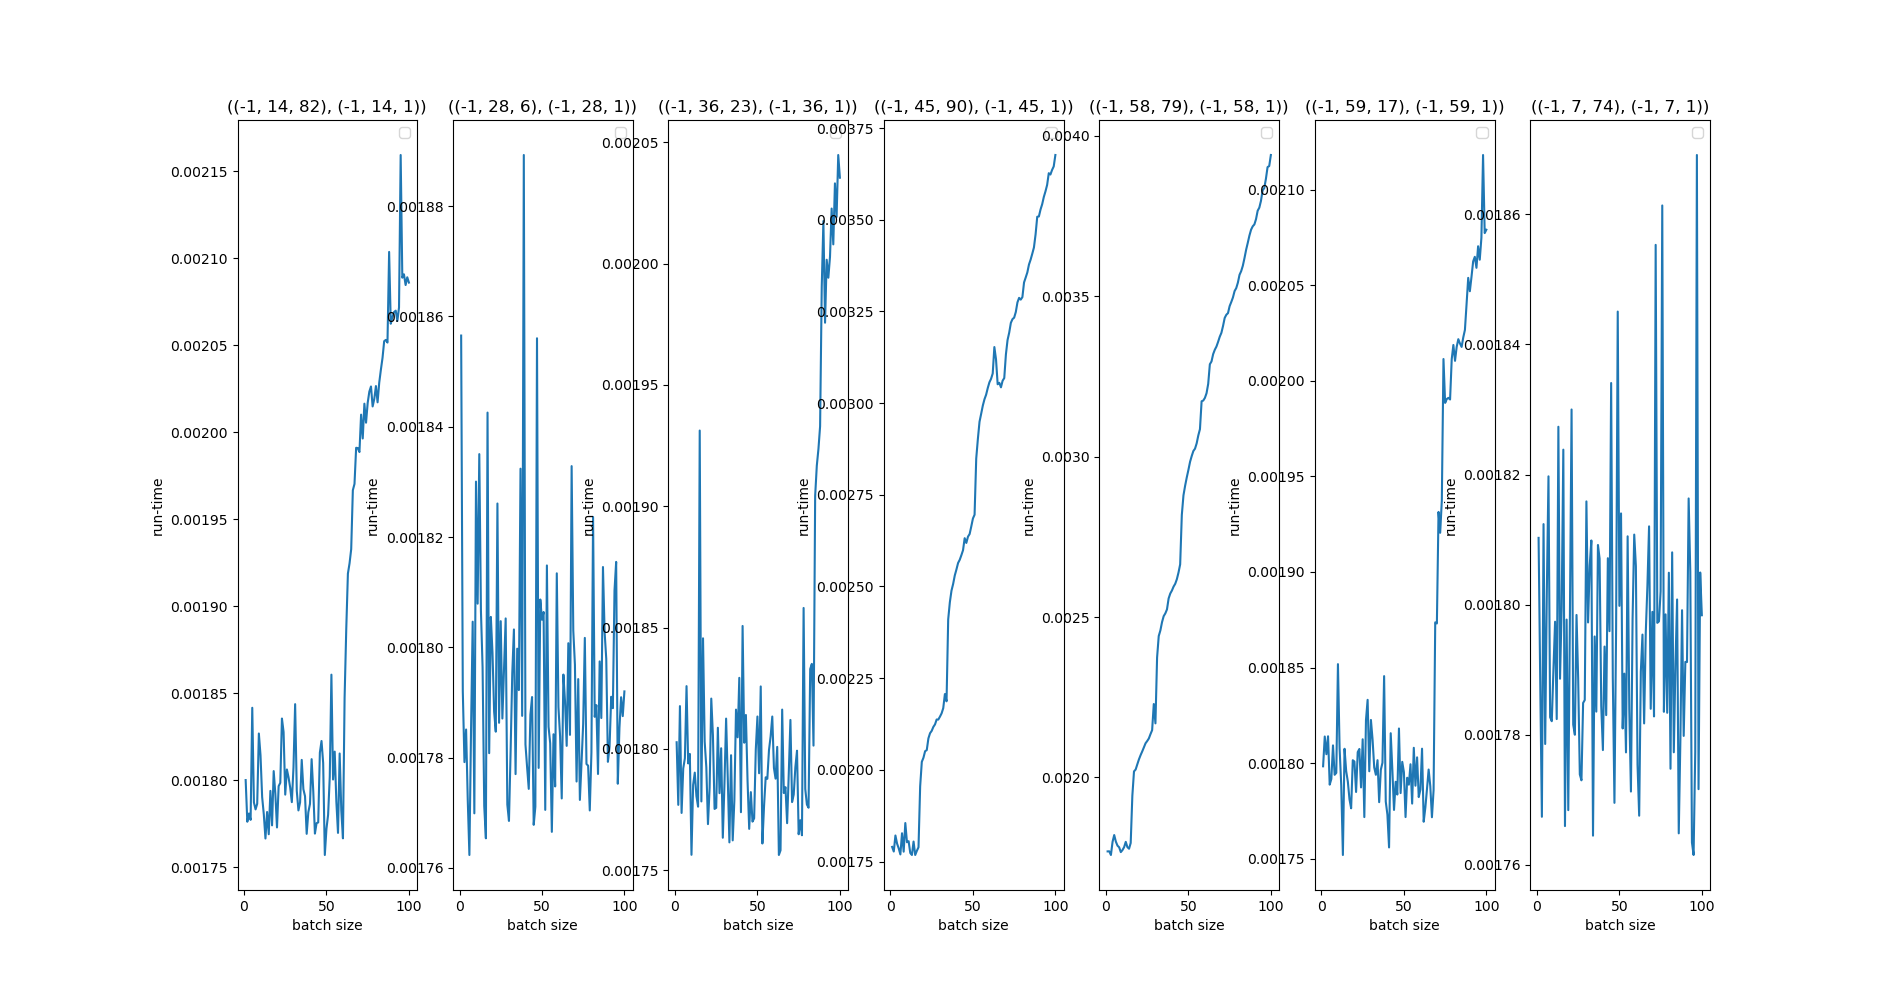 ((-1, 14, 82), (-1, 14, 1))
0.00215
0.00210
0.00205
0.00200
0.00195
0.00190
0.00185
0.00180
0.00175
run-time
0 50 100
batch size
((-1, 28, 6), (-1, 28, 1))
0.00188
0.00186
0.00184
0.00182
0.00180
0.00178
0.00176
run-time
0 50 100
batch size
((-1, 36, 23), (-1, 36, 1))
0.00205
0.00200
0.00195
0.00190
0.00185
0.00180
0.00175
run-time
0 50 100
batch size
((-1, 45, 90), (-1, 45, 1))
0.00375
0.00350
0.00325
0.00300
0.00275
0.00250
0.00225
0.00200
0.00175
run-time
0 50 100
batch size
((-1, 58, 79), (-1, 58, 1))
0.0040
0.0035
0.0030
0.0025
0.0020
run-time
0 50 100
batch size
((-1, 59, 17), (-1, 59, 1))
0.00210
0.00205
0.00200
0.00195
0.00190
0.00185
0.00180
0.00175
run-time
0 50 100
batch size
((-1, 7, 74), (-1, 7, 1))
0.00186
0.00184
0.00182
0.00180
0.00178
0.00176
run-time
0 50 100
batch size